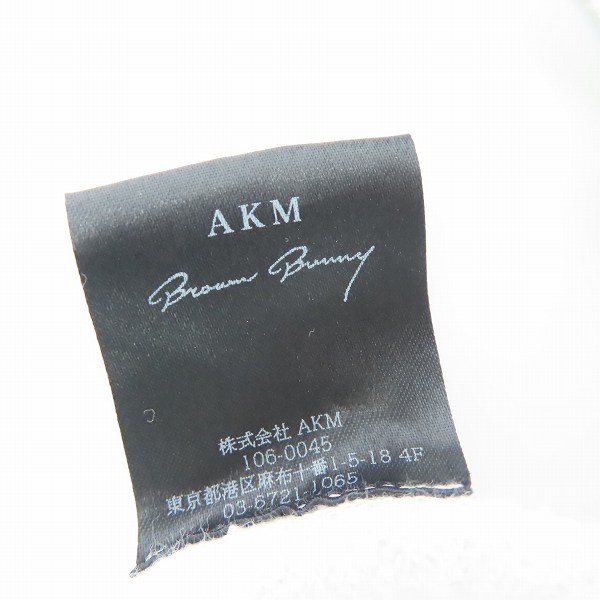 AKM
Brown Bunny
株式会社 AKM
106-0045
東京都港区麻布十番1-5-18 4F
03-6721-1065